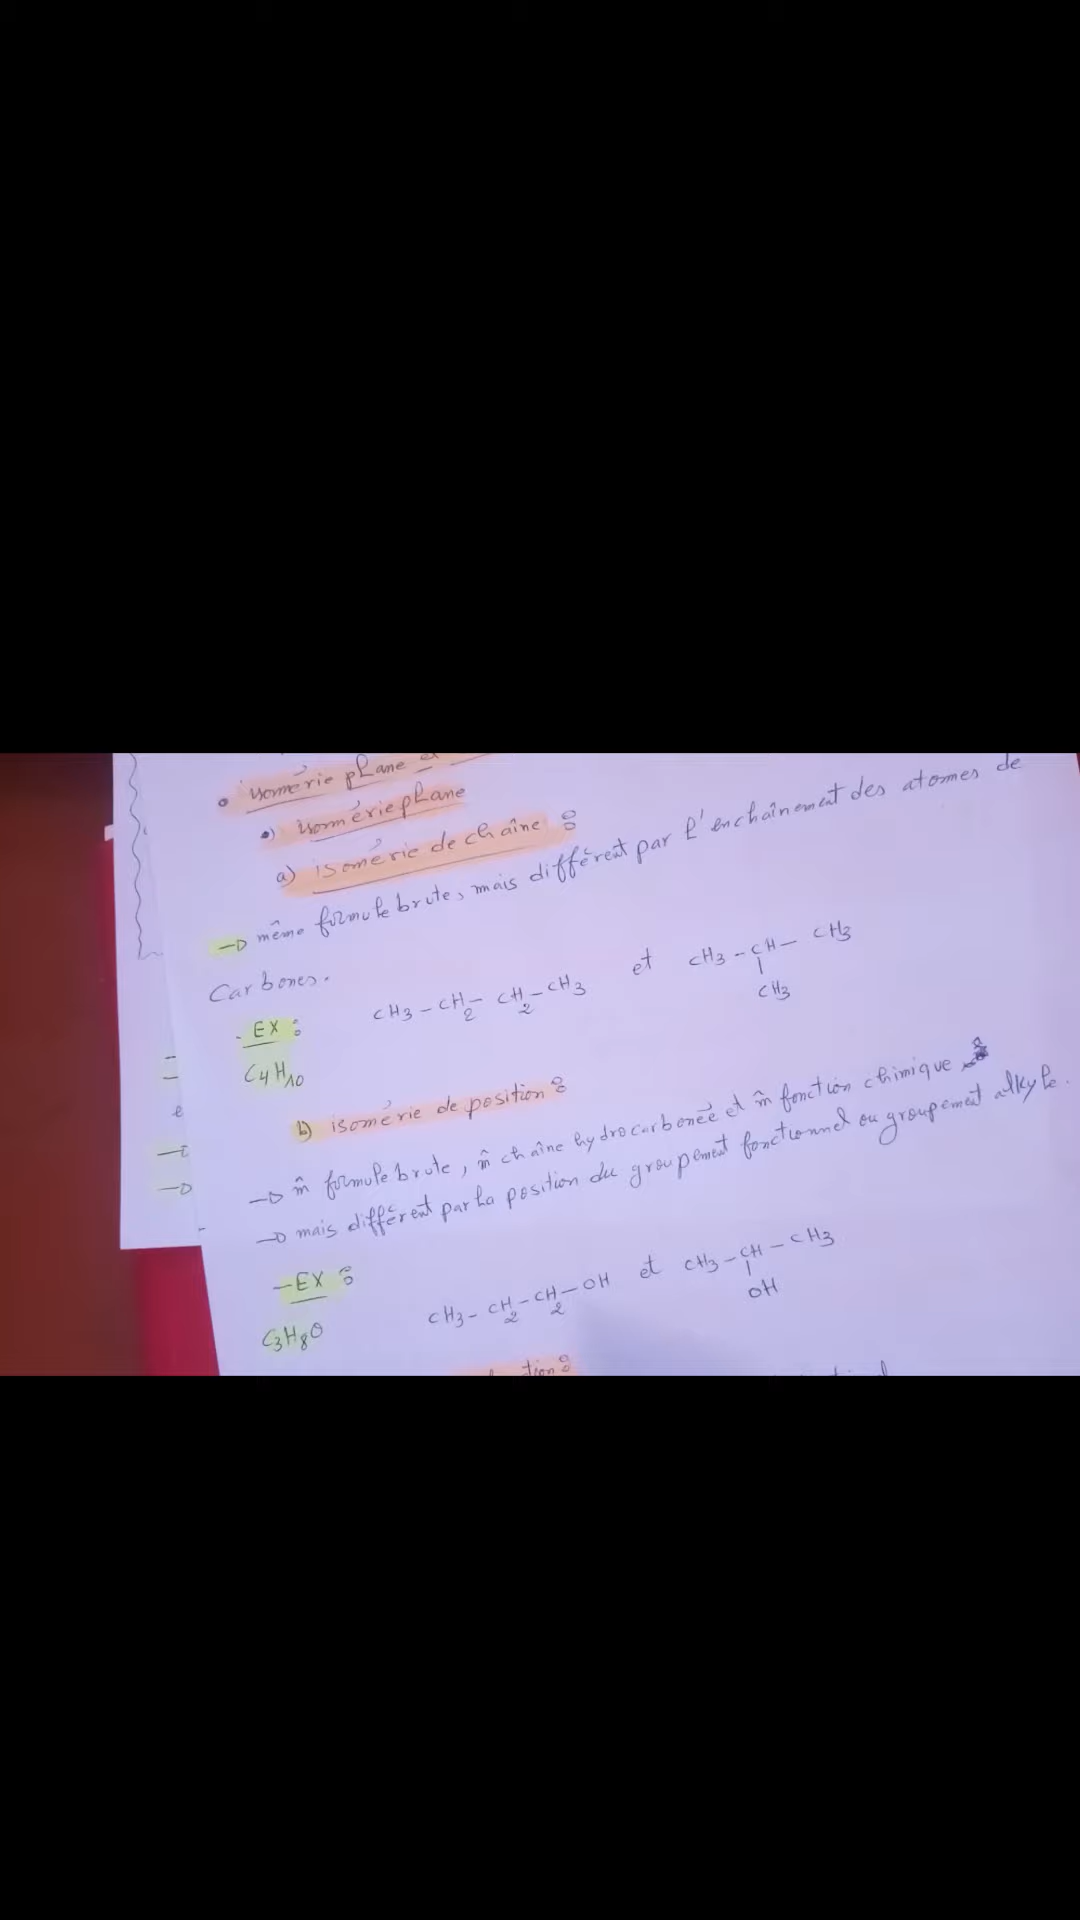 • isomérie plane et
•) isomérie plane
a) isomérie de chaîne :
→ même formule brute, mais différent par l'enchaînement des atomes de
Carbones.
- EX :
CH3 - CH2 - CH2 - CH3 et CH3 - CH - CH3
CH3
C4H10
b) isomérie de position :
→ m̂ formule brute, m̂ chaîne hydrocarbonée et m̂ fonction chimique
→ mais différent par la position du groupement fonctionnel ou groupement alkyle.
- EX :
CH3 - CH2 - CH2 - OH et CH3 - CH - CH3
OH
C3H8O